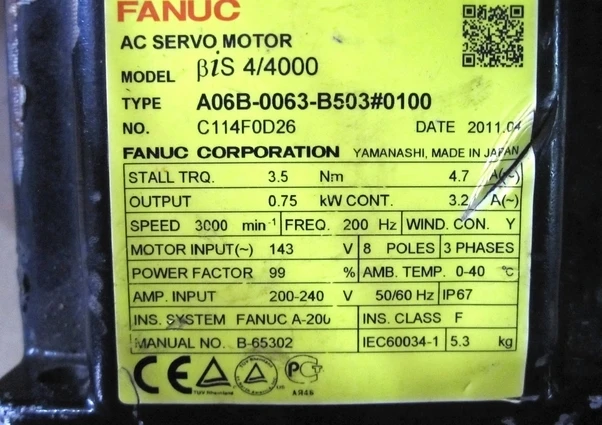 FANUC
AC SERVO MOTOR
MODEL βiS 4/4000
TYPE A06B-0063-B503#0100
NO. C114F0D26 DATE 2011.04
FANUC CORPORATION YAMANASHI, MADE IN JAPAN
STALL TRQ. 3.5 Nm 4.7 A(~)
OUTPUT 0.75 kW CONT. 3.2 A(~)
SPEED 3000 min⁻¹ FREQ. 200 Hz WIND. CON. Y
MOTOR INPUT(~) 143 V 8 POLES 3 PHASES
POWER FACTOR 99 % AMB. TEMP. 0-40 °C
AMP. INPUT 200-240 V 50/60 Hz IP67
INS. SYSTEM FANUC A-200 INS. CLASS F
MANUAL NO. B-65302 IEC60034-1 5.3 kg
CE
TUV Rheinland
AB46